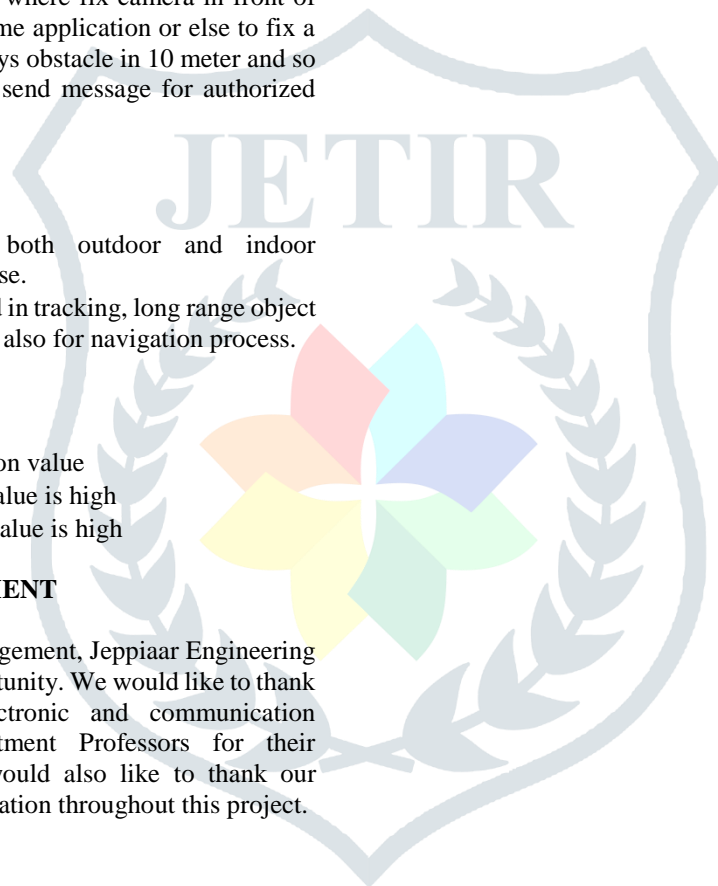 where fix camera in front of
me application or else to fix a
ys obstacle in 10 meter and so
send message for authorized
JETIR
both outdoor and indoor
se.
in tracking, long range object
also for navigation process.
on value
alue is high
value is high
MENT
gement, Jeppiaar Engineering
tunity. We would like to thank
ctronic and communication
tment Professors for their
would also like to thank our
ation throughout this project.